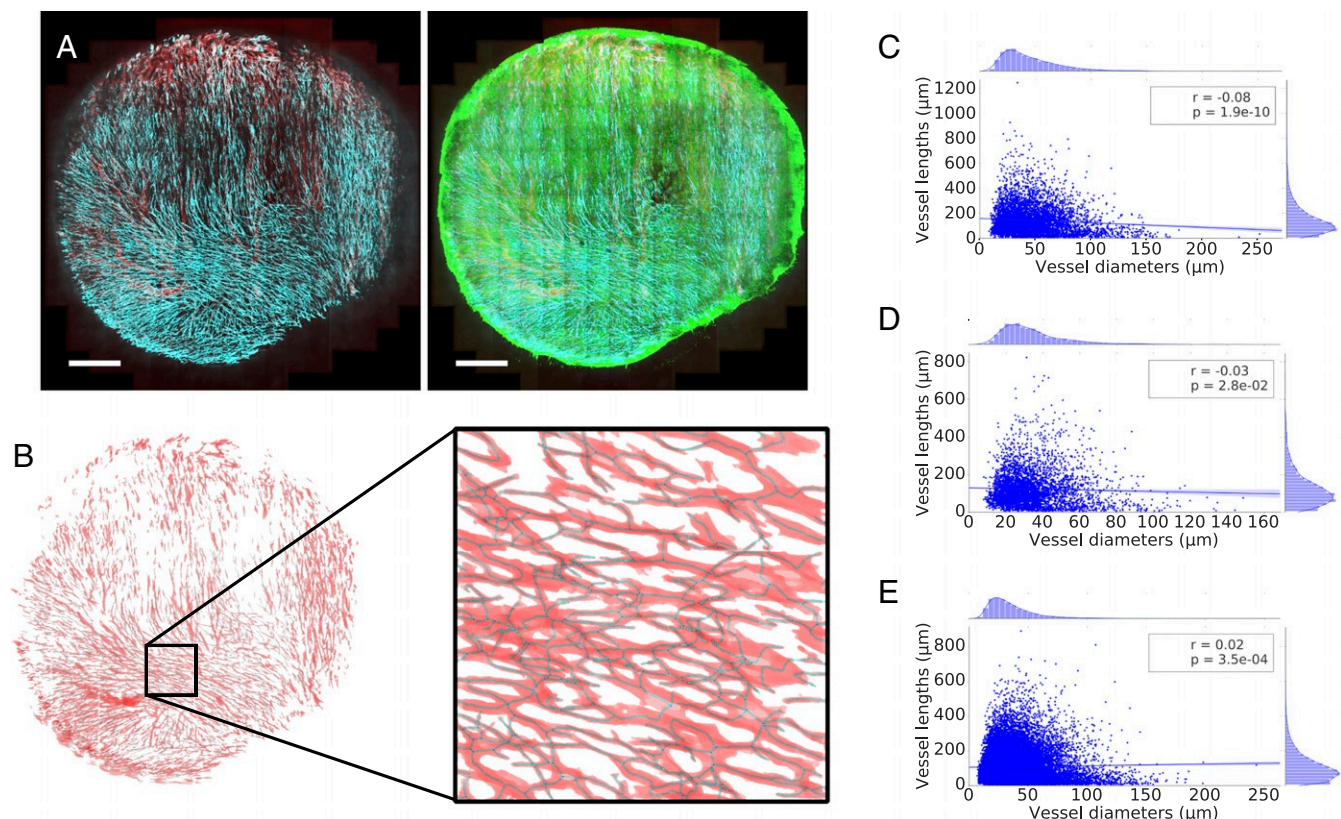 A
B
C
1200
1000
800
600
400
200
0
Vessel lengths (µm)
r = -0.08
p = 1.9e-10
0 50 100 150 200 250
Vessel diameters (µm)
D
800
600
400
200
0
Vessel lengths (µm)
r = -0.03
p = 2.8e-02
0 20 40 60 80 100 120 140 160
Vessel diameters (µm)
E
800
600
400
200
0
Vessel lengths (µm)
r = 0.02
p = 3.5e-04
0 50 100 150 200 250
Vessel diameters (µm)